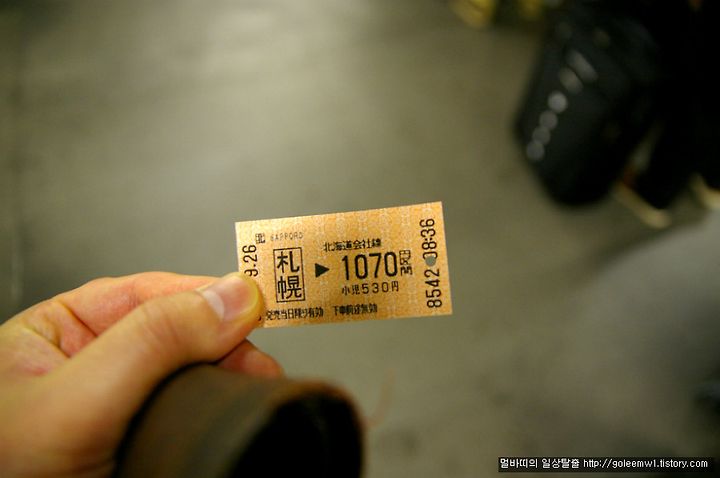 SAPPORO
9.26
札幌
北海道会社線
▶ 1070円区間
小児530円
発売当日限り有効 下車前途無効
8542 08:36
멀바띠의 일상탈출 http://goleemw1.tistory.com